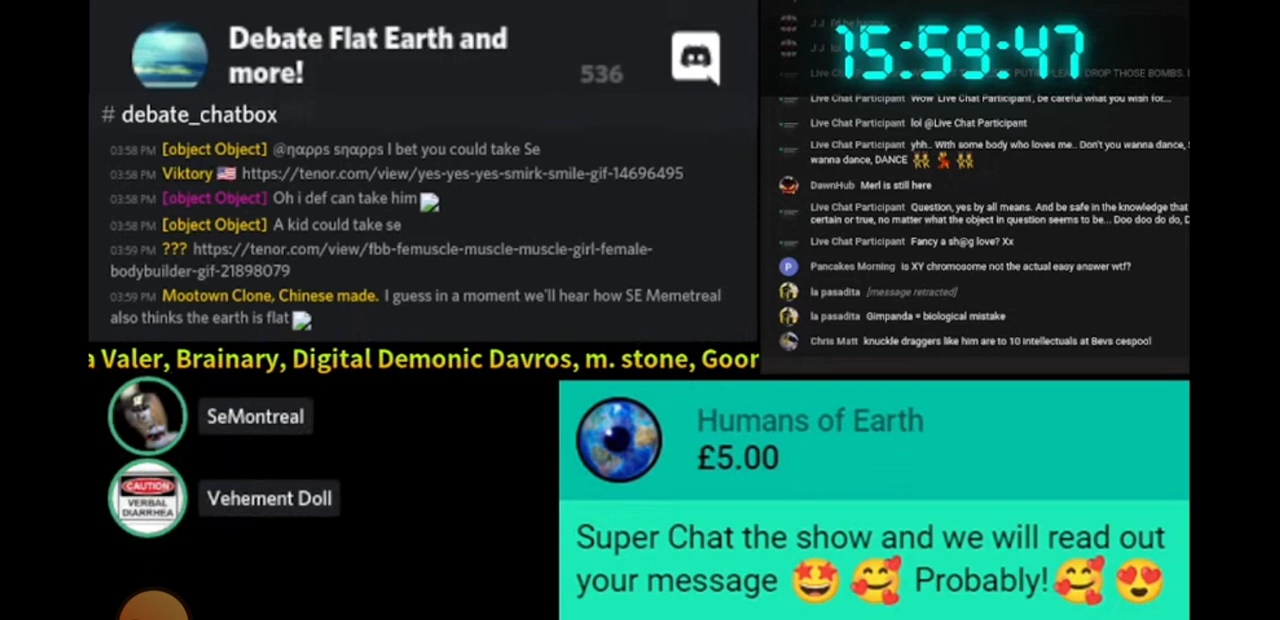 Debate Flat Earth and
more!
536
# debate_chatbox
03:58 PM [object Object] @ηαρρs sηαρρs I bet you could take Se
03:58 PM Viktory 🇺🇸 https://tenor.com/view/yes-yes-yes-smirk-smile-gif-14696495
03:58 PM [object Object] Oh i def can take him
03:58 PM [object Object] A kid could take se
03:59 PM ??? https://tenor.com/view/fbb-femuscle-muscle-muscle-girl-female-
bodybuilder-gif-21898079
03:59 PM Mootown Clone, Chinese made. I guess in a moment we'll hear how SE Memetreal
also thinks the earth is flat
15:59:47
J.J
J.J
Live Chat
DROP THOSE BOMBS.
Live Chat Participant Wow Live Chat Participant, be careful what you wish for...
Live Chat Participant lol @Live Chat Participant
Live Chat Participant yhh.. With some body who loves me.. Don't you wanna dance,
wanna dance, DANCE 👯 💃 👯
DawnHub Merl is still here
Live Chat Participant Question, yes by all means. And be safe in the knowledge that
certain or true, no matter what the object in question seems to be... Doo doo do do,
Live Chat Participant Fancy a sh@g love? Xx
P Pancakes Morning is XY chromosome not the actual easy answer wtf?
la pasadita [message retracted]
la pasadita Gimpanda = biological mistake
Chris Matt knuckle draggers like him are to 10 intellectuals at Bevs cespool
a Valer, Brainary, Digital Demonic Davros, m. stone, Goor
SeMontreal
CAUTION
VERBAL
DIARRHEA
Vehement Doll
Humans of Earth
£5.00
Super Chat the show and we will read out
your message 🤩 🥰 Probably!🥰 😍